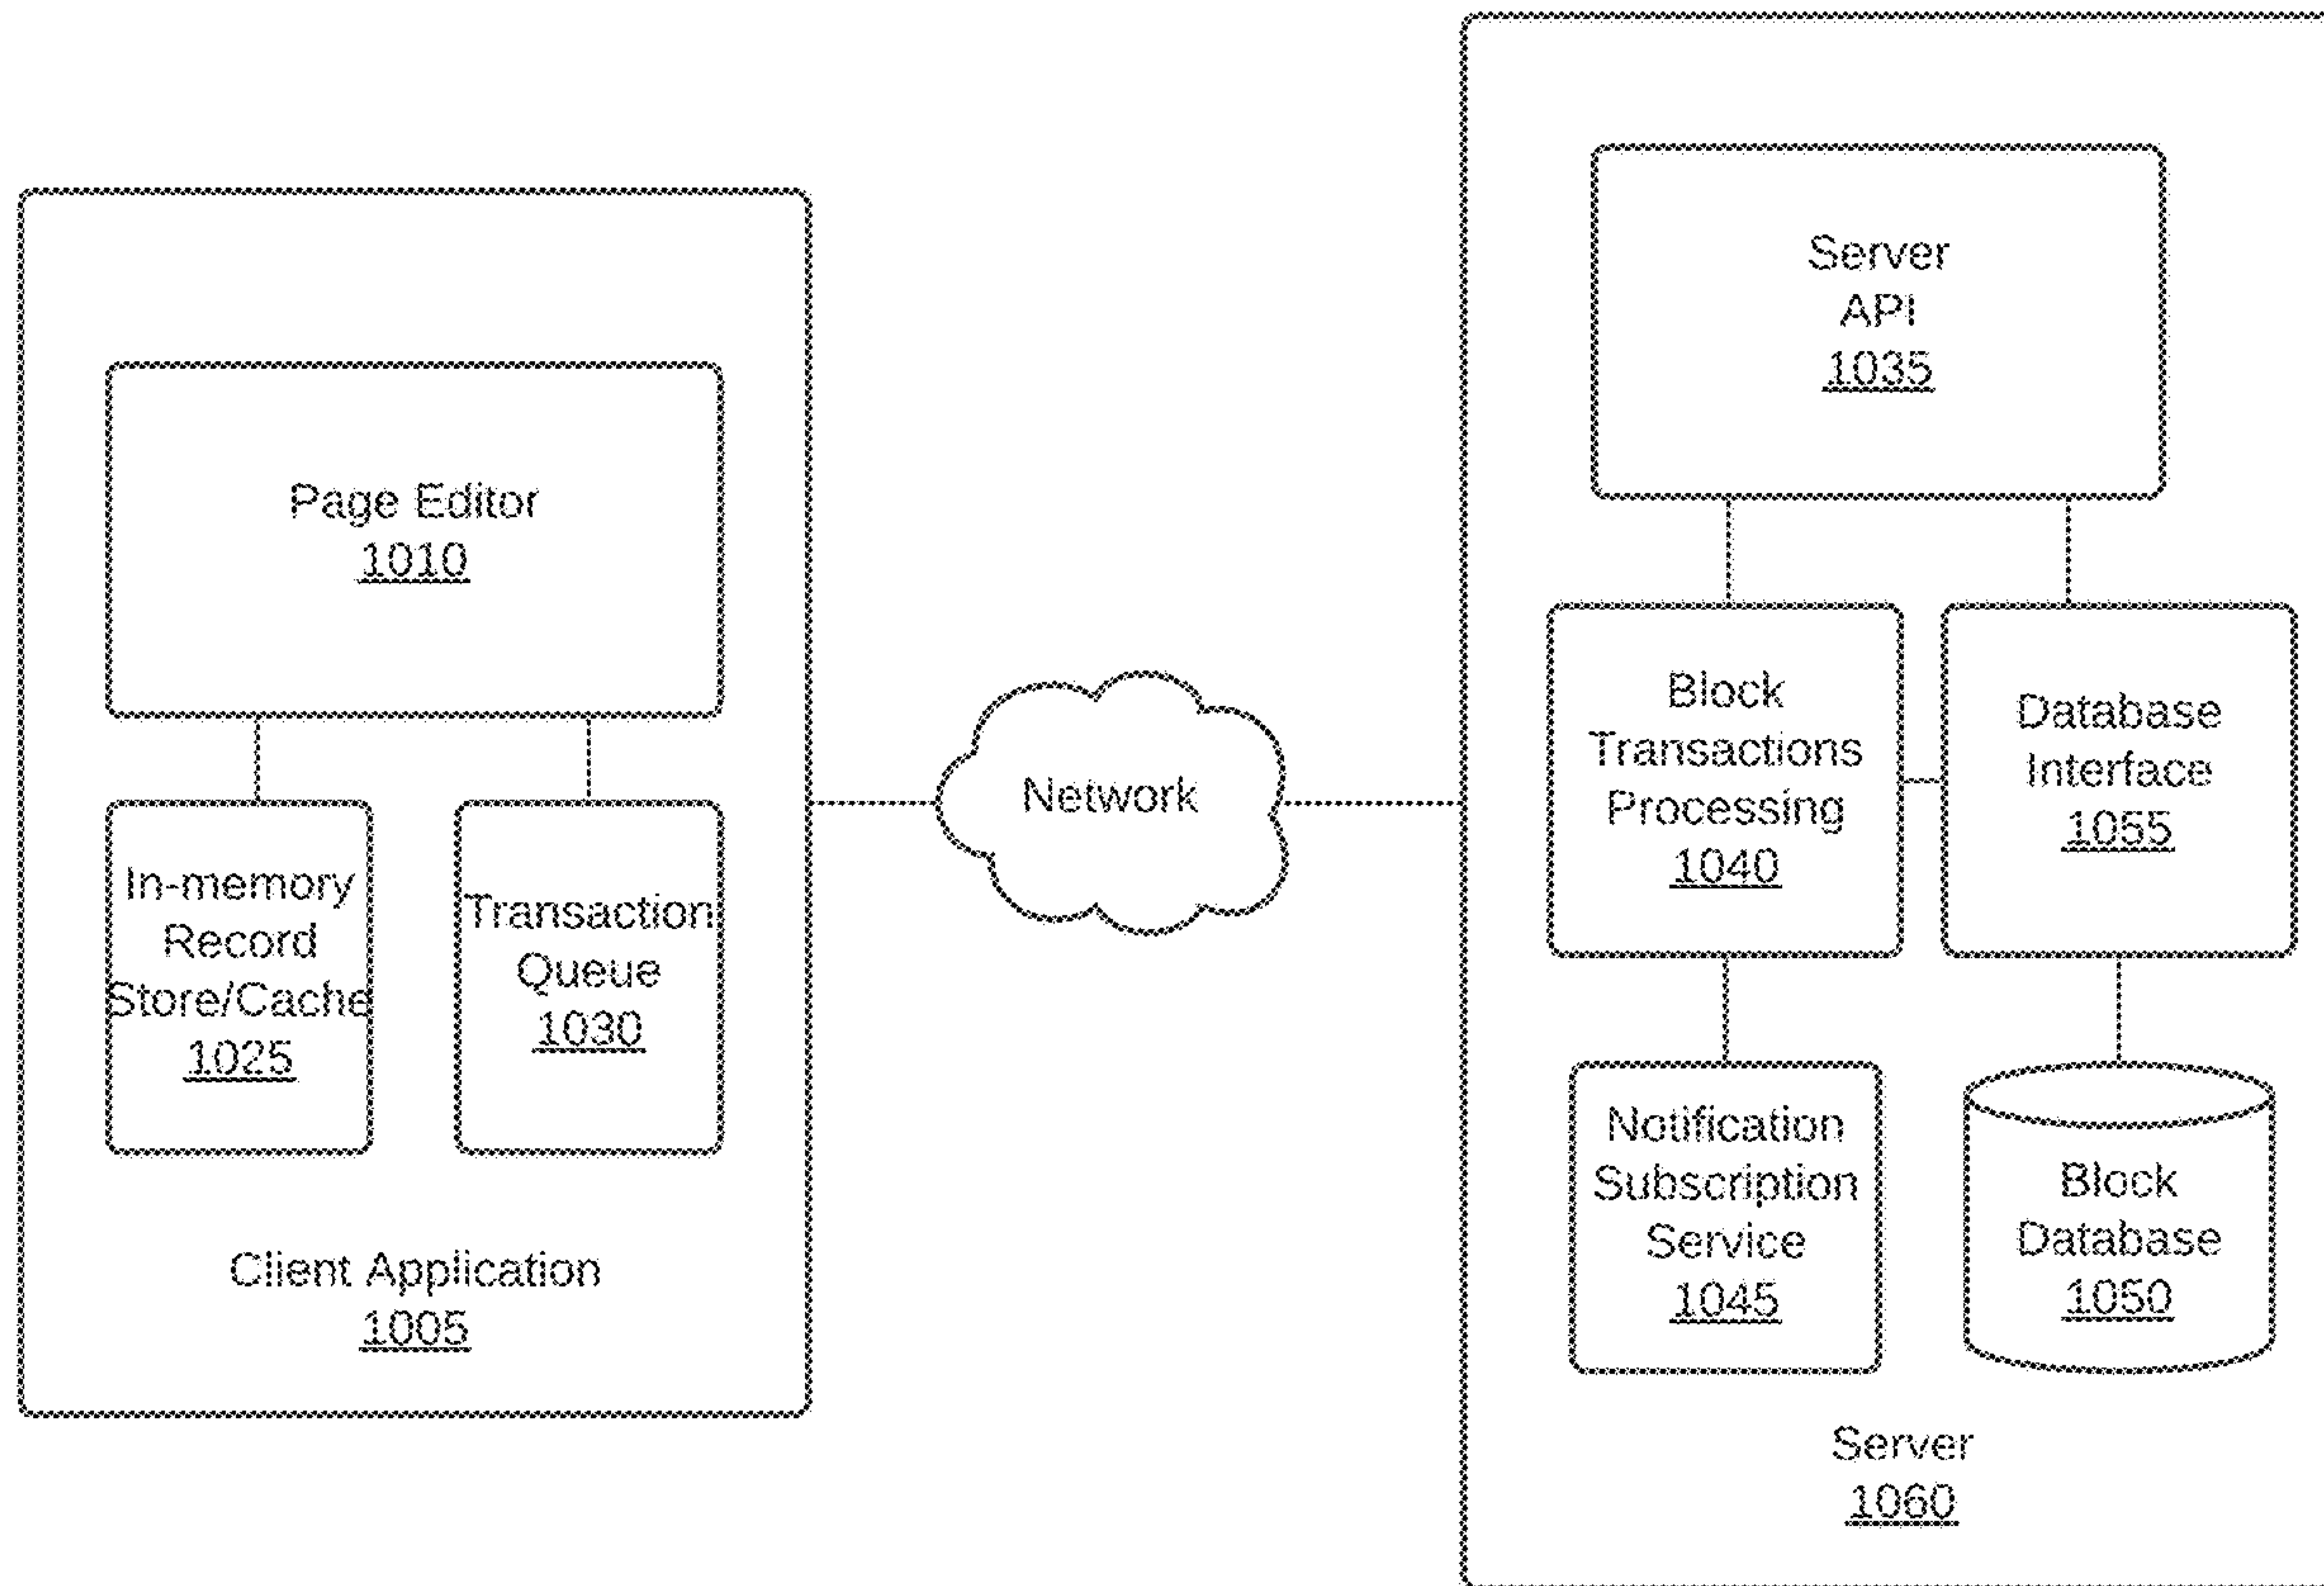 Page Editor
1010
In-memory
Record
Store/Cache
1025
Transaction
Queue
1030
Client Application
1005
Network
Server
API
1035
Block
Transactions
Processing
1040
Database
Interface
1055
Notification
Subscription
Service
1045
Block
Database
1050
Server
1060